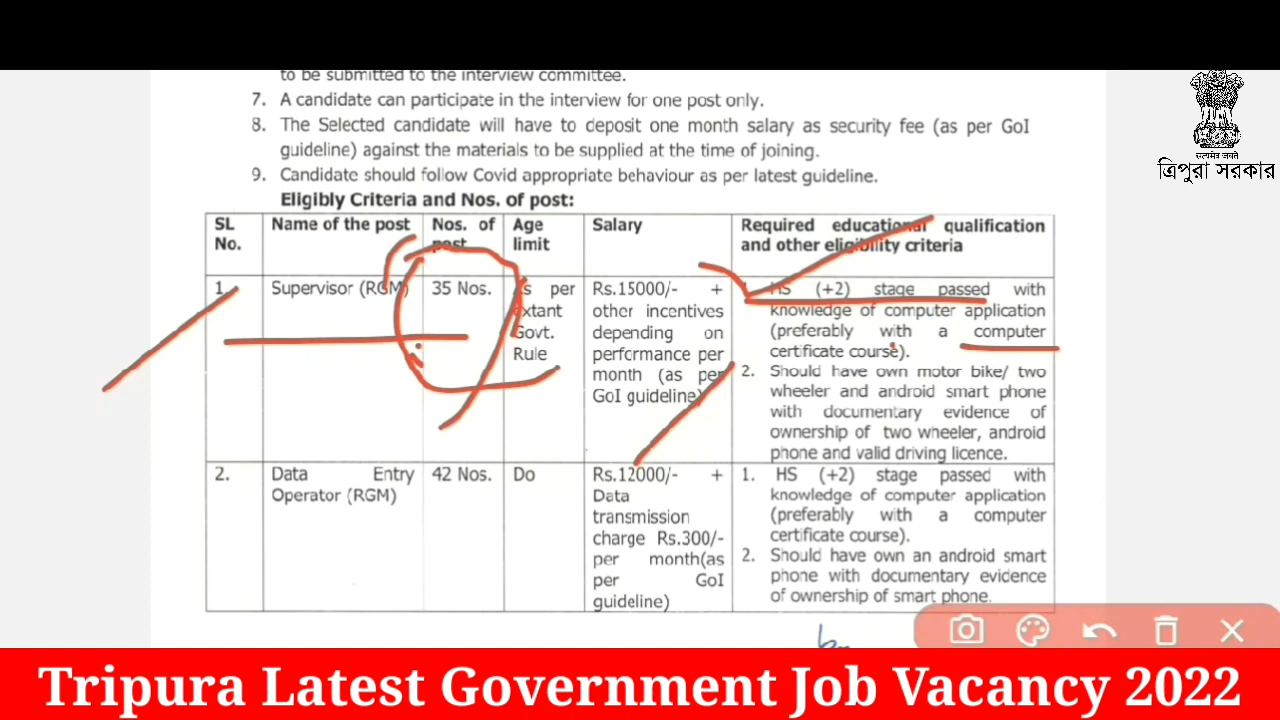 to be submitted to the interview committee.
7. A candidate can participate in the interview for one post only.
8. The Selected candidate will have to deposit one month salary as security fee (as per GoI
guideline) against the materials to be supplied at the time of joining.
9. Candidate should follow Covid appropriate behaviour as per latest guideline.
सत्यमेव जयते
ত্রিপুরা সরকার
Eligibly Criteria and Nos. of post:
SL
No.
Name of the post
Nos. of
post
Age
limit
Salary
Required educational qualification
and other eligibility criteria
1.
Supervisor (RGM)
35 Nos.
As per
extant
Govt.
Rule
Rs.15000/- +
other incentives
depending on
performance per
month (as per
GoI guideline)
1. HS (+2) stage passed with
knowledge of computer application
(preferably with a computer
certificate course).
2. Should have own motor bike/ two
wheeler and android smart phone
with documentary evidence of
ownership of two wheeler, android
phone and valid driving licence.
2.
Data Entry
Operator (RGM)
42 Nos.
Do
Rs.12000/- +
Data
transmission
charge Rs.300/-
per month(as
per GoI
guideline)
1. HS (+2) stage passed with
knowledge of computer application
(preferably with a computer
certificate course).
2. Should have own an android smart
phone with documentary evidence
of ownership of smart phone.
Tripura Latest Government Job Vacancy 2022